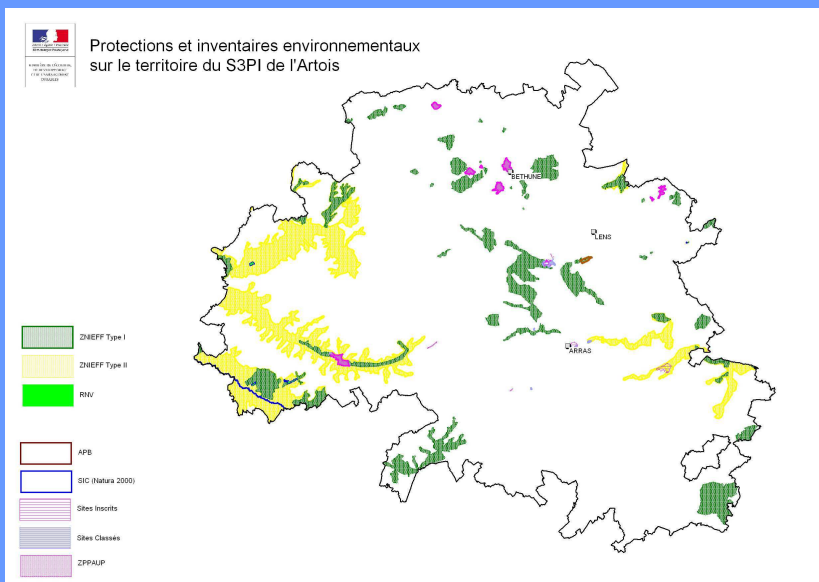 Protections et inventaires environnementaux
sur le territoire du S3PI de l'Artois
BETHUNE
LENS
ARRAS
ZNIEFF Type I
ZNIEFF Type II
RNV
APB
SIC (Natura 2000)
Sites Inscrits
Sites Classés
ZPPAUP